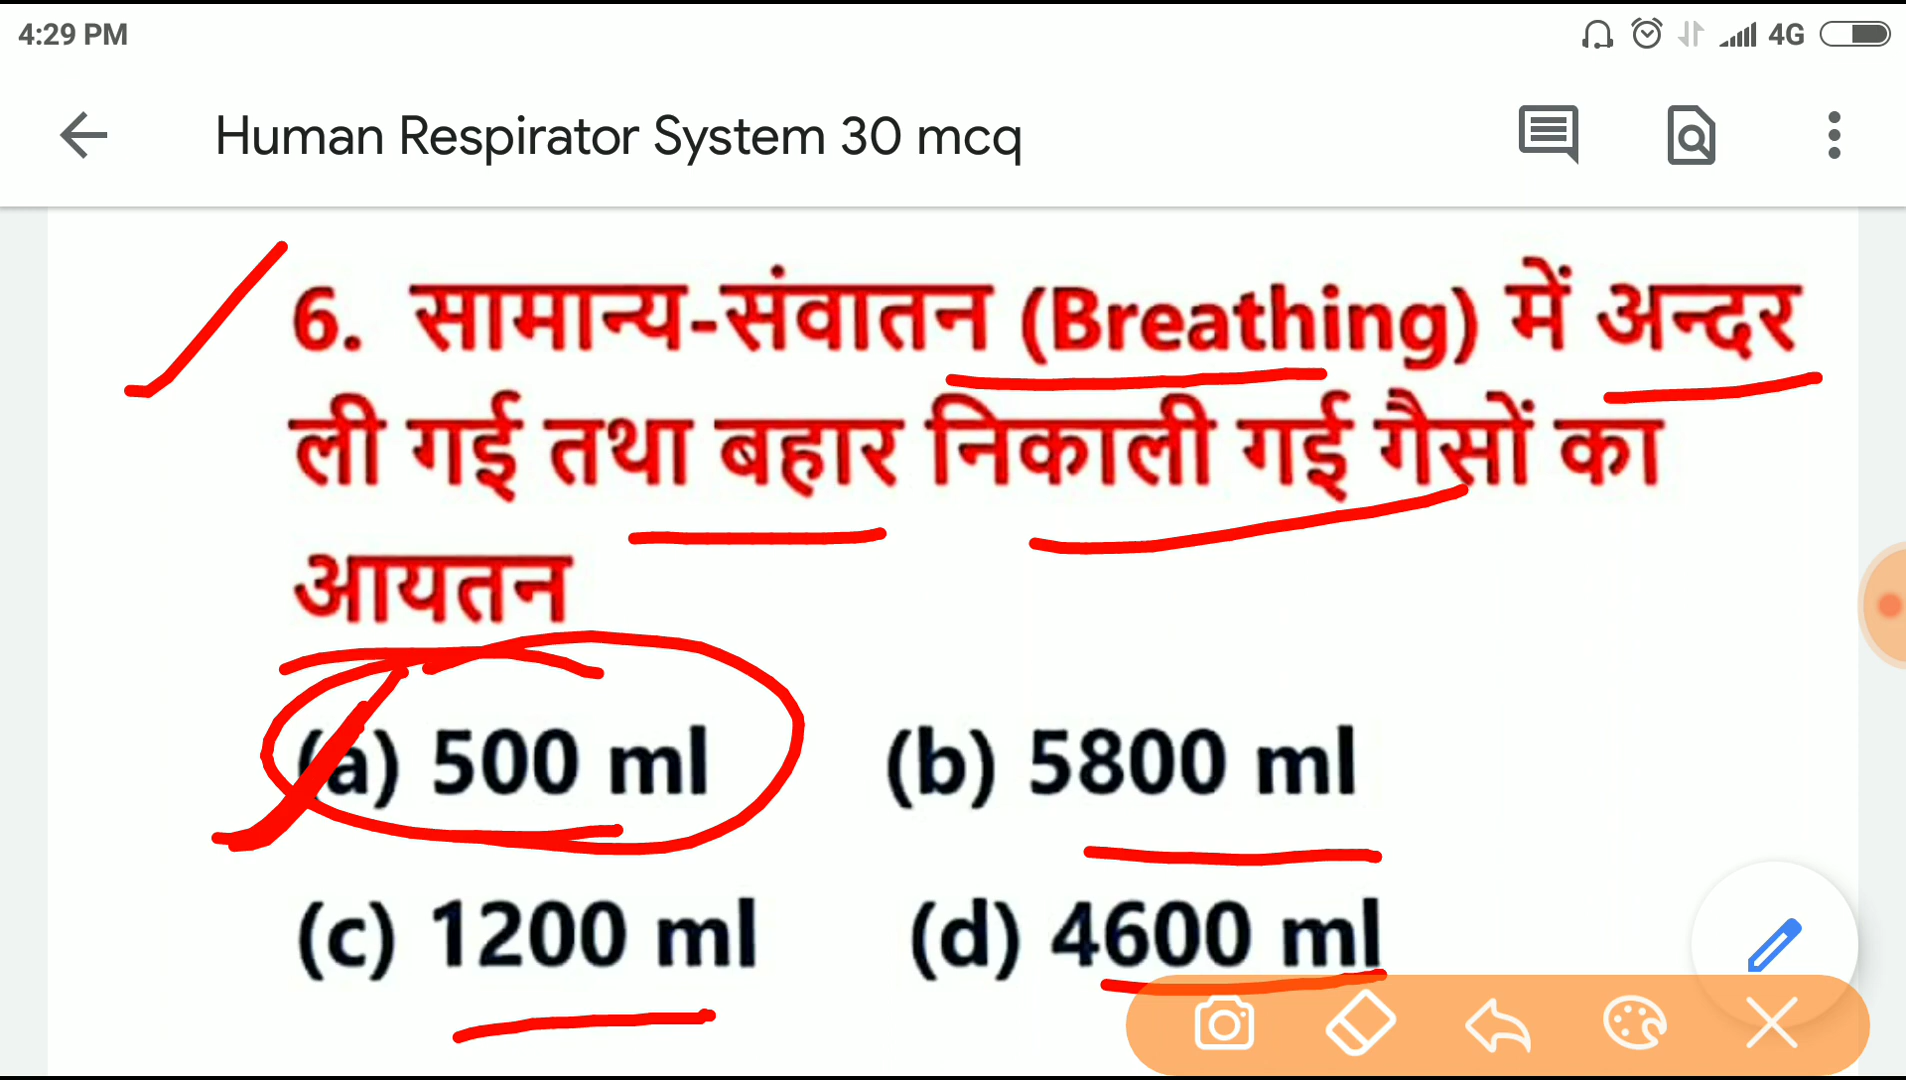 4:29 PM 4G
Human Respirator System 30 mcq
6. सामान्य-संवातन (Breathing) में अन्दर
ली गई तथा बहार निकाली गई गैसों का
आयतन
(a) 500 ml (b) 5800 ml
(c) 1200 ml (d) 4600 ml